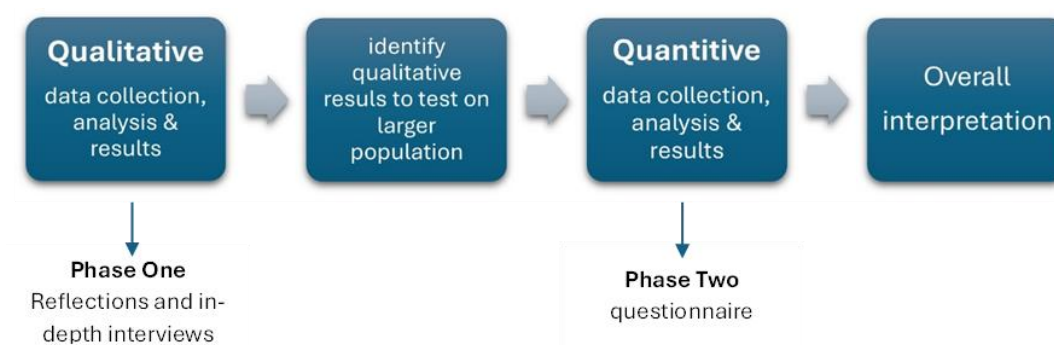 Qualitative
data collection,
analysis &
results
identify
qualitative
resuls to test on
larger
population
Quantitive
data collection,
analysis &
results
Overall
interpretation
Phase One
Reflections and in-
depth interviews
Phase Two
questionnaire